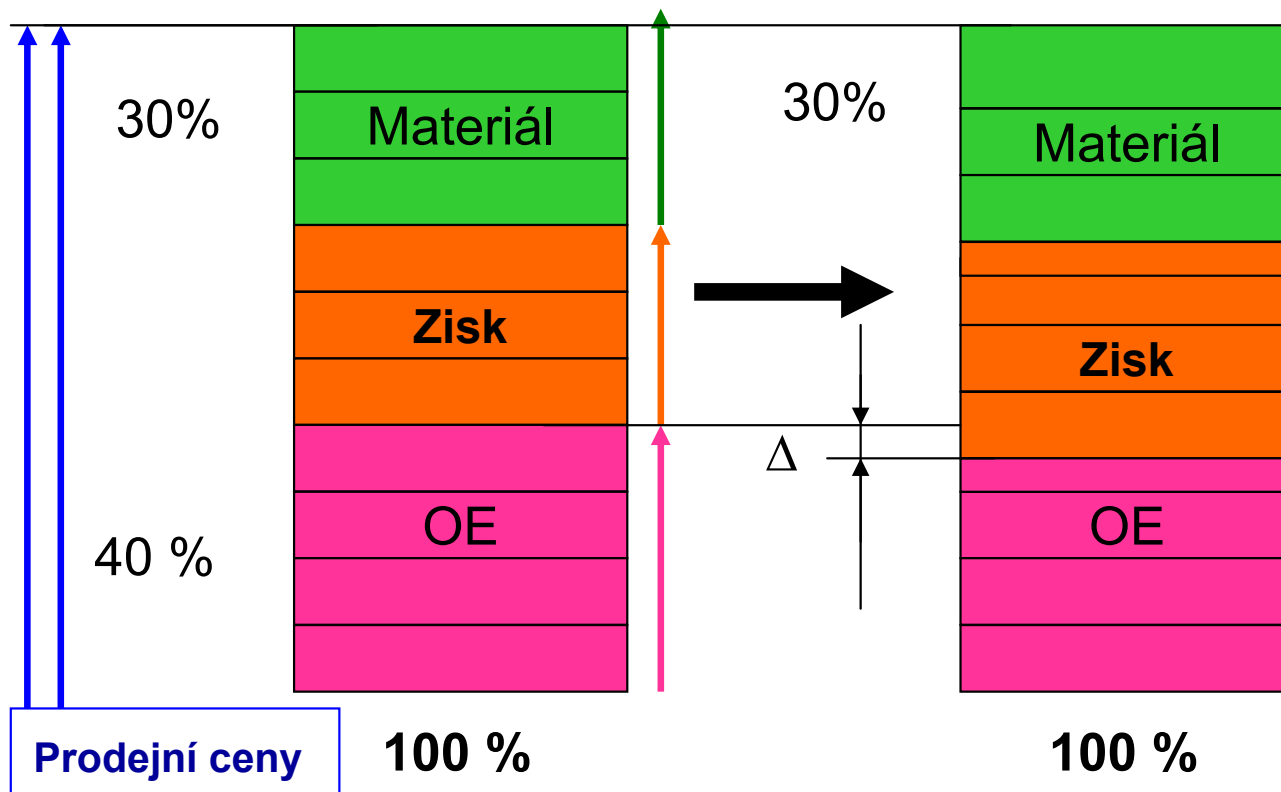 30%
Materiál
30%
Materiál
Zisk
Zisk
Δ
OE
OE
40 %
Prodejní ceny
100 %
100 %